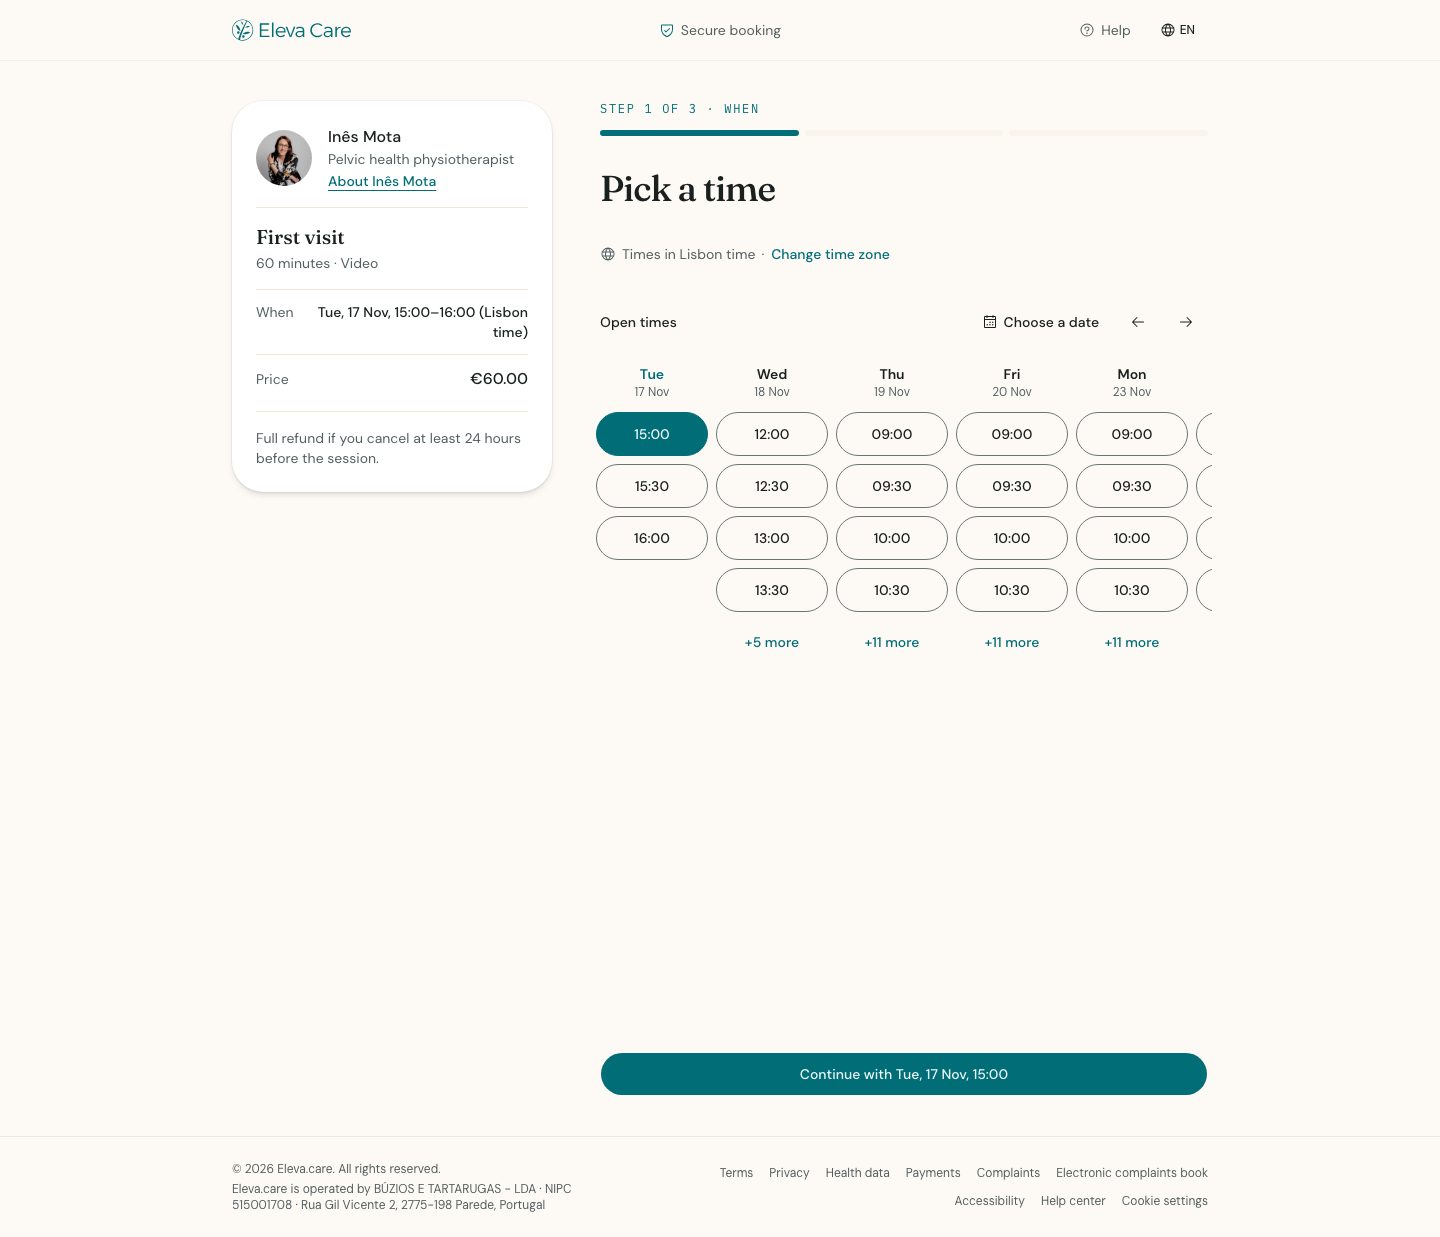 Eleva Care
Secure booking
Help
EN
Inês Mota
Pelvic health physiotherapist
About Inês Mota
First visit
60 minutes · Video
When
Tue, 17 Nov, 15:00–16:00 (Lisbon
time)
Price
€60.00
Full refund if you cancel at least 24 hours
before the session.
STEP 1 OF 3 · WHEN
Pick a time
Times in Lisbon time · Change time zone
Open times
Choose a date
Tue
17 Nov
Wed
18 Nov
Thu
19 Nov
Fri
20 Nov
Mon
23 Nov
15:00 12:00 09:00 09:00 09:00
15:30 12:30 09:30 09:30 09:30
16:00 13:00 10:00 10:00 10:00
13:30 10:30 10:30 10:30
+5 more +11 more +11 more +11 more
Continue with Tue, 17 Nov, 15:00
© 2026 Eleva.care. All rights reserved.
Eleva.care is operated by BÚZIOS E TARTARUGAS - LDA · NIPC
515001708 · Rua Gil Vicente 2, 2775-198 Parede, Portugal
Terms Privacy Health data Payments Complaints Electronic complaints book
Accessibility Help center Cookie settings